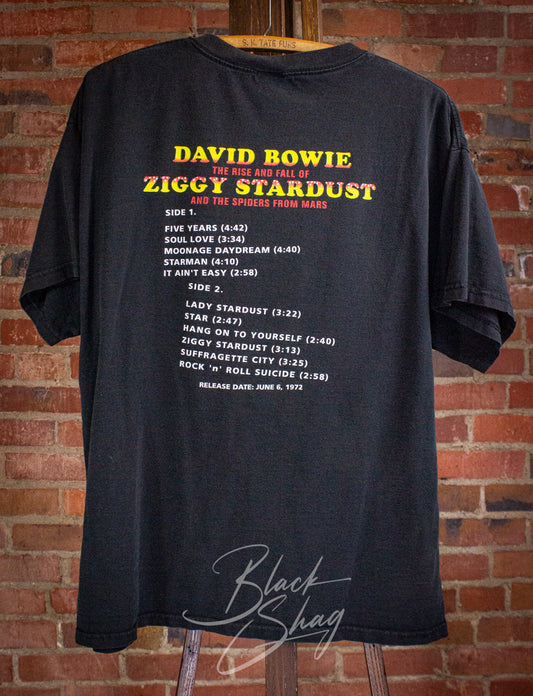 S. K. TATE FURS
DAVID BOWIE
THE RISE AND FALL OF
ZIGGY STARDUST
AND THE SPIDERS FROM MARS
SIDE 1.
FIVE YEARS (4:42)
SOUL LOVE (3:34)
MOONAGE DAYDREAM (4:40)
STARMAN (4:10)
IT AIN'T EASY (2:58)
SIDE 2.
LADY STARDUST (3:22)
STAR (2:47)
HANG ON TO YOURSELF (2:40)
ZIGGY STARDUST (3:13)
SUFFRAGETTE CITY (3:25)
ROCK 'n' ROLL SUICIDE (2:58)
RELEASE DATE: JUNE 6, 1972
Black
Shag